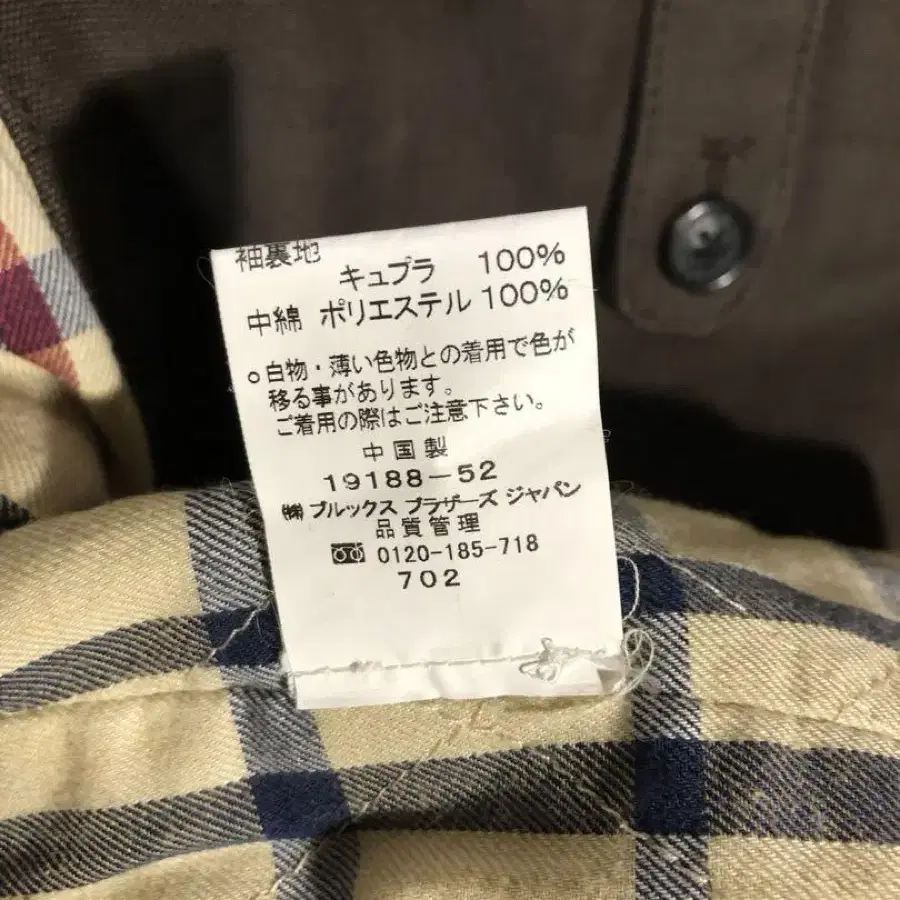 袖裏地
キュプラ 100%
中綿 ポリエステル 100%
○白物・薄い色物との着用で色が
移る事があります。
ご着用の際はご注意下さい。
中国製
19188-52
㈱ブルックス ブラザーズ ジャパン
品質管理
0120-185-718
702